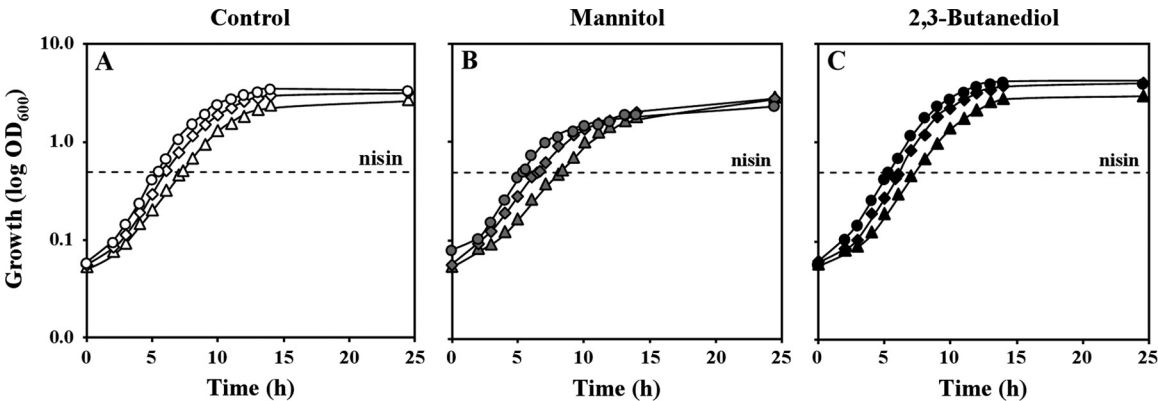 Control
Mannitol
2,3-Butanediol
Growth (log OD600)
10.0
1.0
0.1
0.0
A
nisin
0 5 10 15 20 25
Time (h)
B
nisin
0 5 10 15 20 25
Time (h)
C
nisin
0 5 10 15 20 25
Time (h)